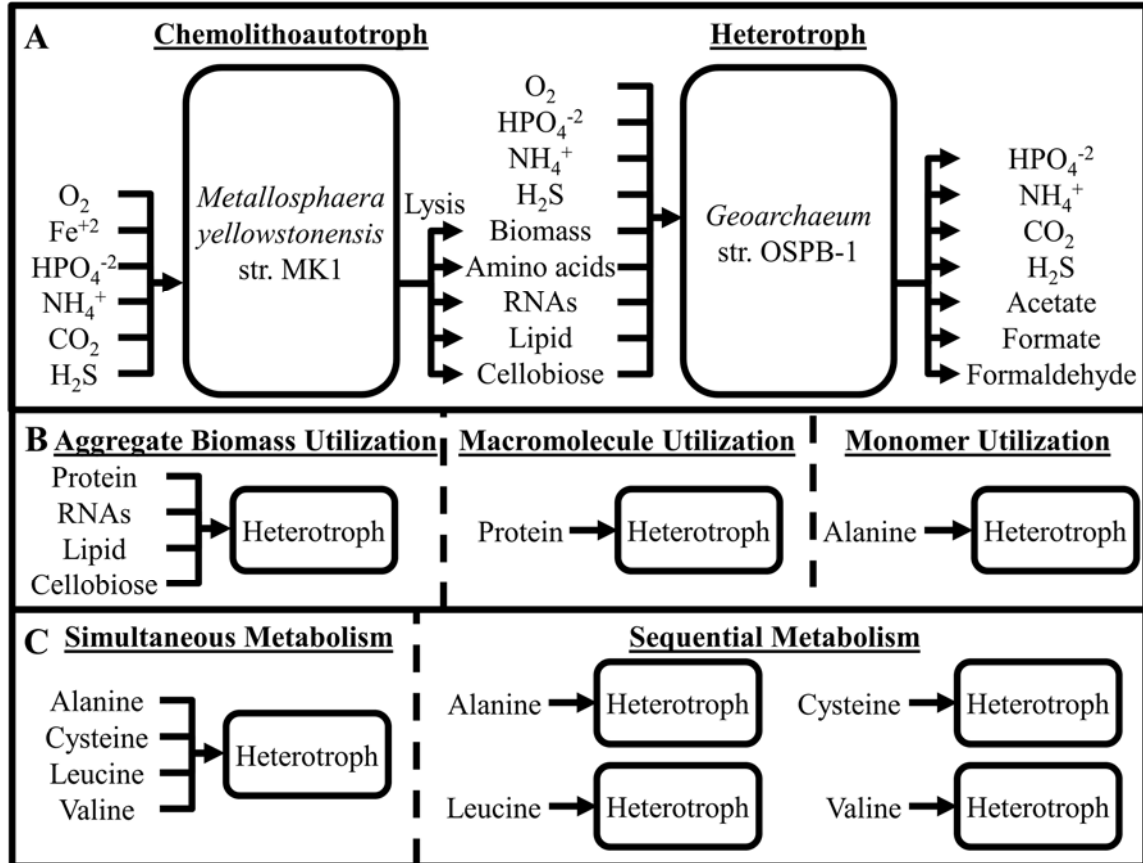 A
Chemolithoautotroph
Heterotroph
O₂
Fe⁺²
HPO₄⁻²
NH₄⁺
CO₂
H₂S
Metallosphaera
yellowstonensis
str. MK1
Lysis
O₂
HPO₄⁻²
NH₄⁺
H₂S
Biomass
Amino acids
RNAs
Lipid
Cellobiose
Geoarchaeum
str. OSPB-1
HPO₄⁻²
NH₄⁺
CO₂
H₂S
Acetate
Formate
Formaldehyde
B
Aggregate Biomass Utilization
Protein
RNAs
Lipid
Cellobiose
Heterotroph
Macromolecule Utilization
Protein
Heterotroph
Monomer Utilization
Alanine
Heterotroph
C
Simultaneous Metabolism
Alanine
Cysteine
Leucine
Valine
Heterotroph
Sequential Metabolism
Alanine
Heterotroph
Cysteine
Heterotroph
Leucine
Heterotroph
Valine
Heterotroph